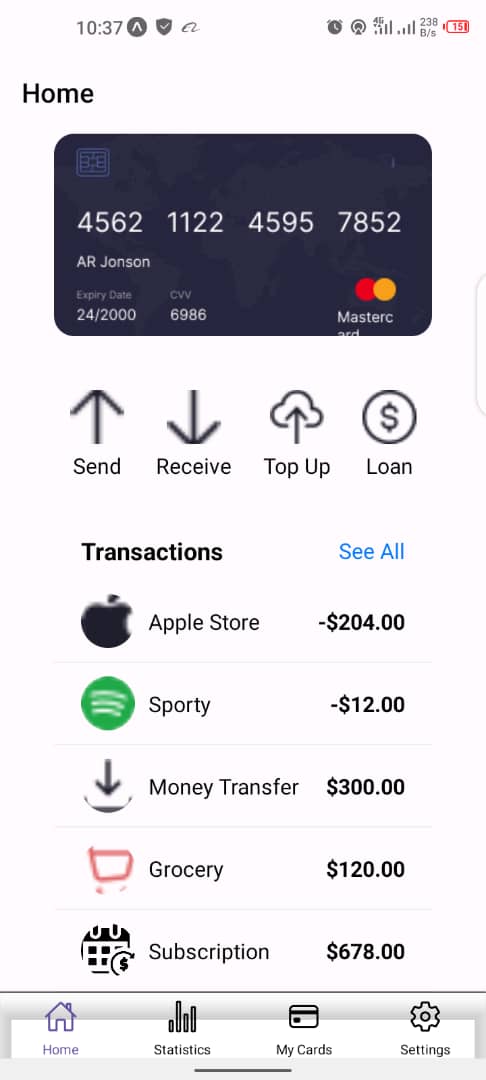 10:37
4G
238
B/s
15
Home
4562 1122 4595 7852
AR Jonson
Expiry Date CVV
24/2000 6986
Masterc
ard
Send Receive Top Up Loan
Transactions See All
Apple Store -$204.00
Sporty -$12.00
Money Transfer $300.00
Grocery $120.00
Subscription $678.00
Home Statistics My Cards Settings